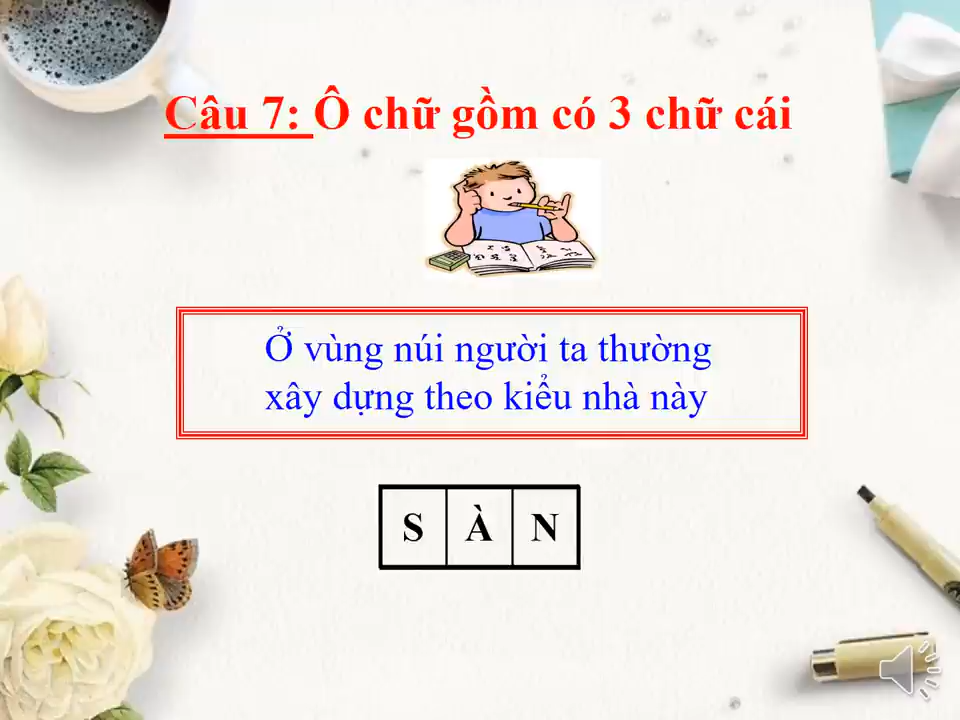 Câu 7: Ô chữ gồm có 3 chữ cái
Ở vùng núi người ta thường
xây dựng theo kiểu nhà này
S À N